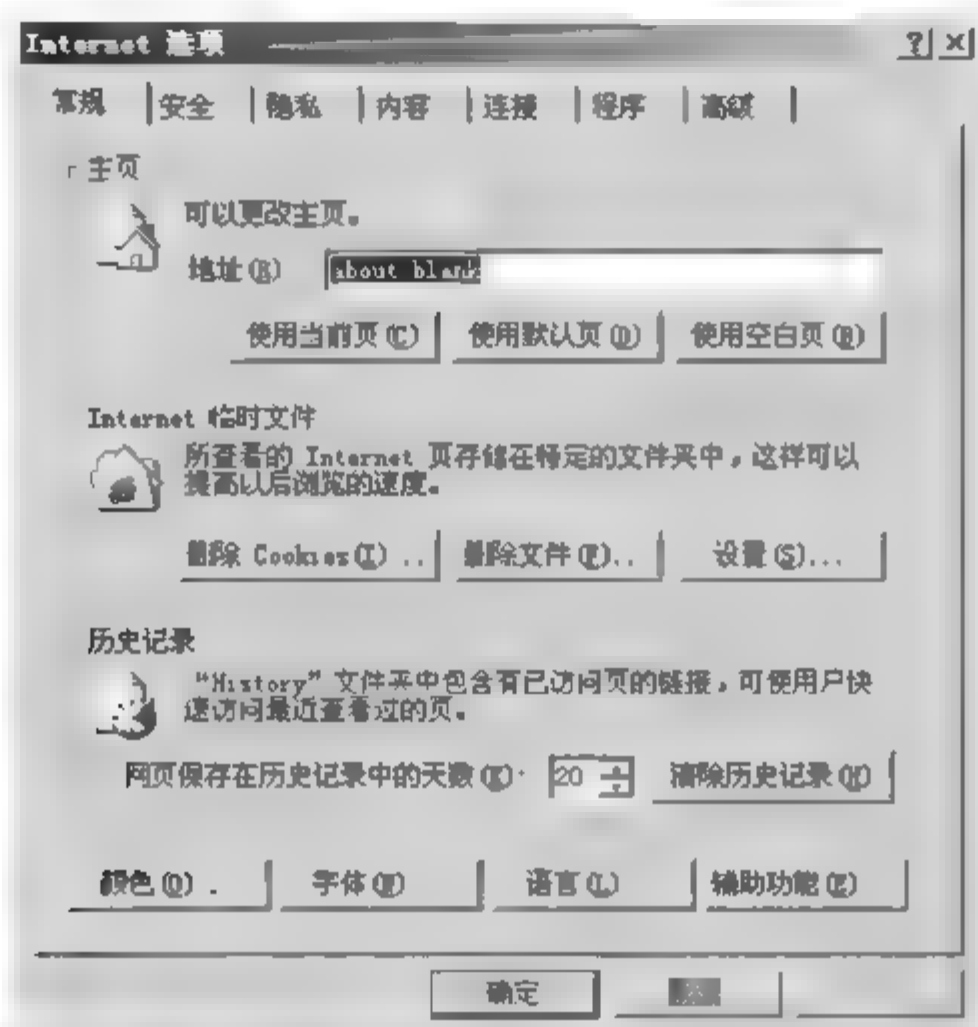 Internet 选项
常规 安全 隐私 内容 连接 程序 高级
主页
可以更改主页。
地址(R) about blank
使用当前页(C) 使用默认页(D) 使用空白页(B)
Internet 临时文件
所查看的 Internet 页存储在特定的文件夹中，这样可以
提高以后浏览的速度。
删除 Cookies(I) .. 删除文件(F).. 设置(S)...
历史记录
“History”文件夹中包含有已访问页的链接，可使用户快
速访问最近查看过的页。
网页保存在历史记录中的天数(K) 20 清除历史记录(H)
颜色(O) . 字体(N) 语言(L) 辅助功能(E)
确定